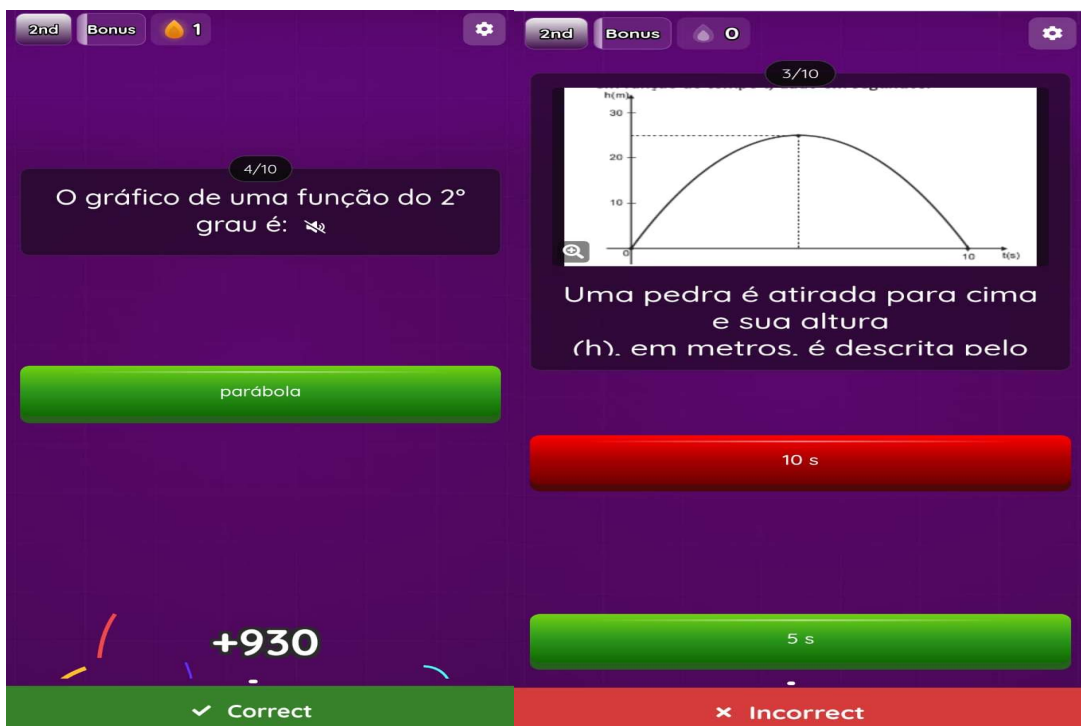 2nd Bonus 1
4/10
O gráfico de uma função do 2º
grau é:
parábola
+930
✓ Correct
2nd Bonus 0
3/10
h(m)
30
20
10
0
10 t(s)
Uma pedra é atirada para cima
e sua altura
(h), em metros, é descrita pelo
10 s
5 s
× Incorrect